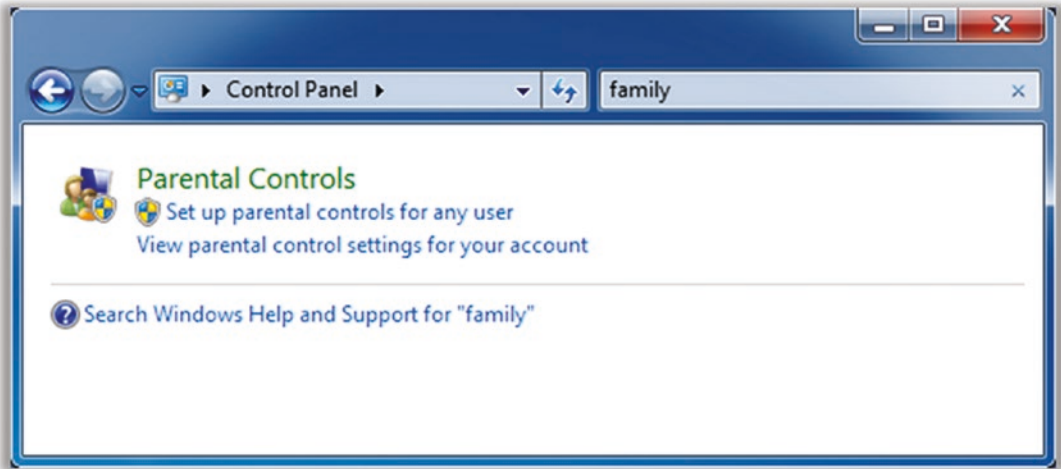 Control Panel
family
Parental Controls
Set up parental controls for any user
View parental control settings for your account
Search Windows Help and Support for "family"